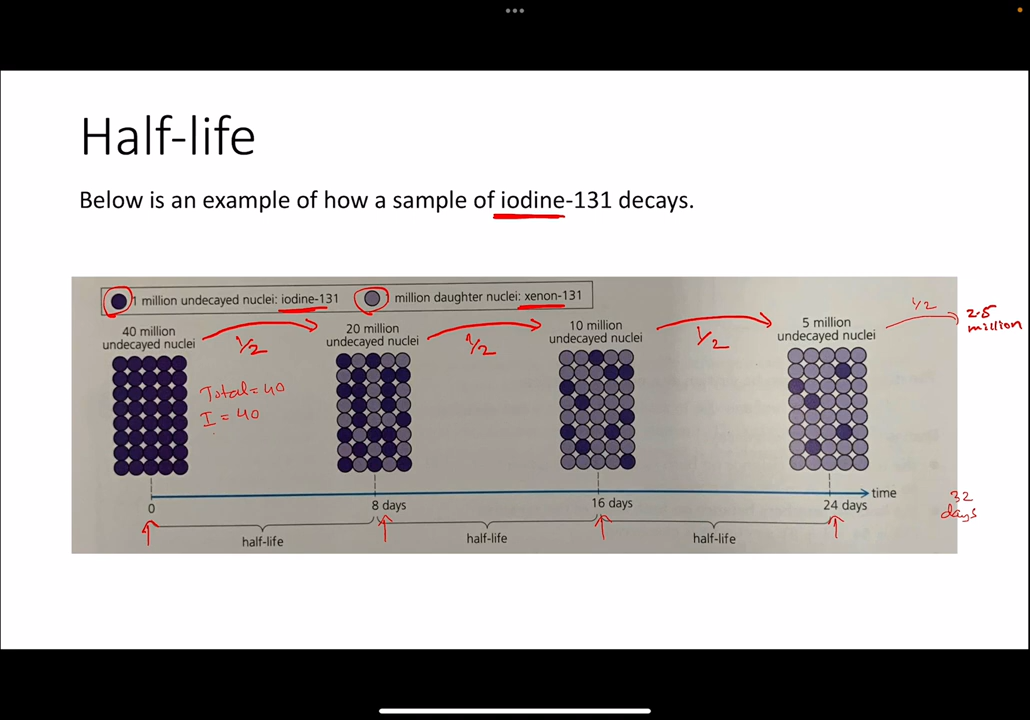 Half-life
Below is an example of how a sample of iodine-131 decays.
1 million undecayed nuclei: iodine-131
million daughter nuclei: xenon-131
40 million
undecayed nuclei
1/2
20 million
undecayed nuclei
1/2
10 million
undecayed nuclei
1/2
5 million
undecayed nuclei
1/2
2.5
million
Total = 40
I = 40
0
8 days
16 days
24 days
time
32
days
half-life
half-life
half-life